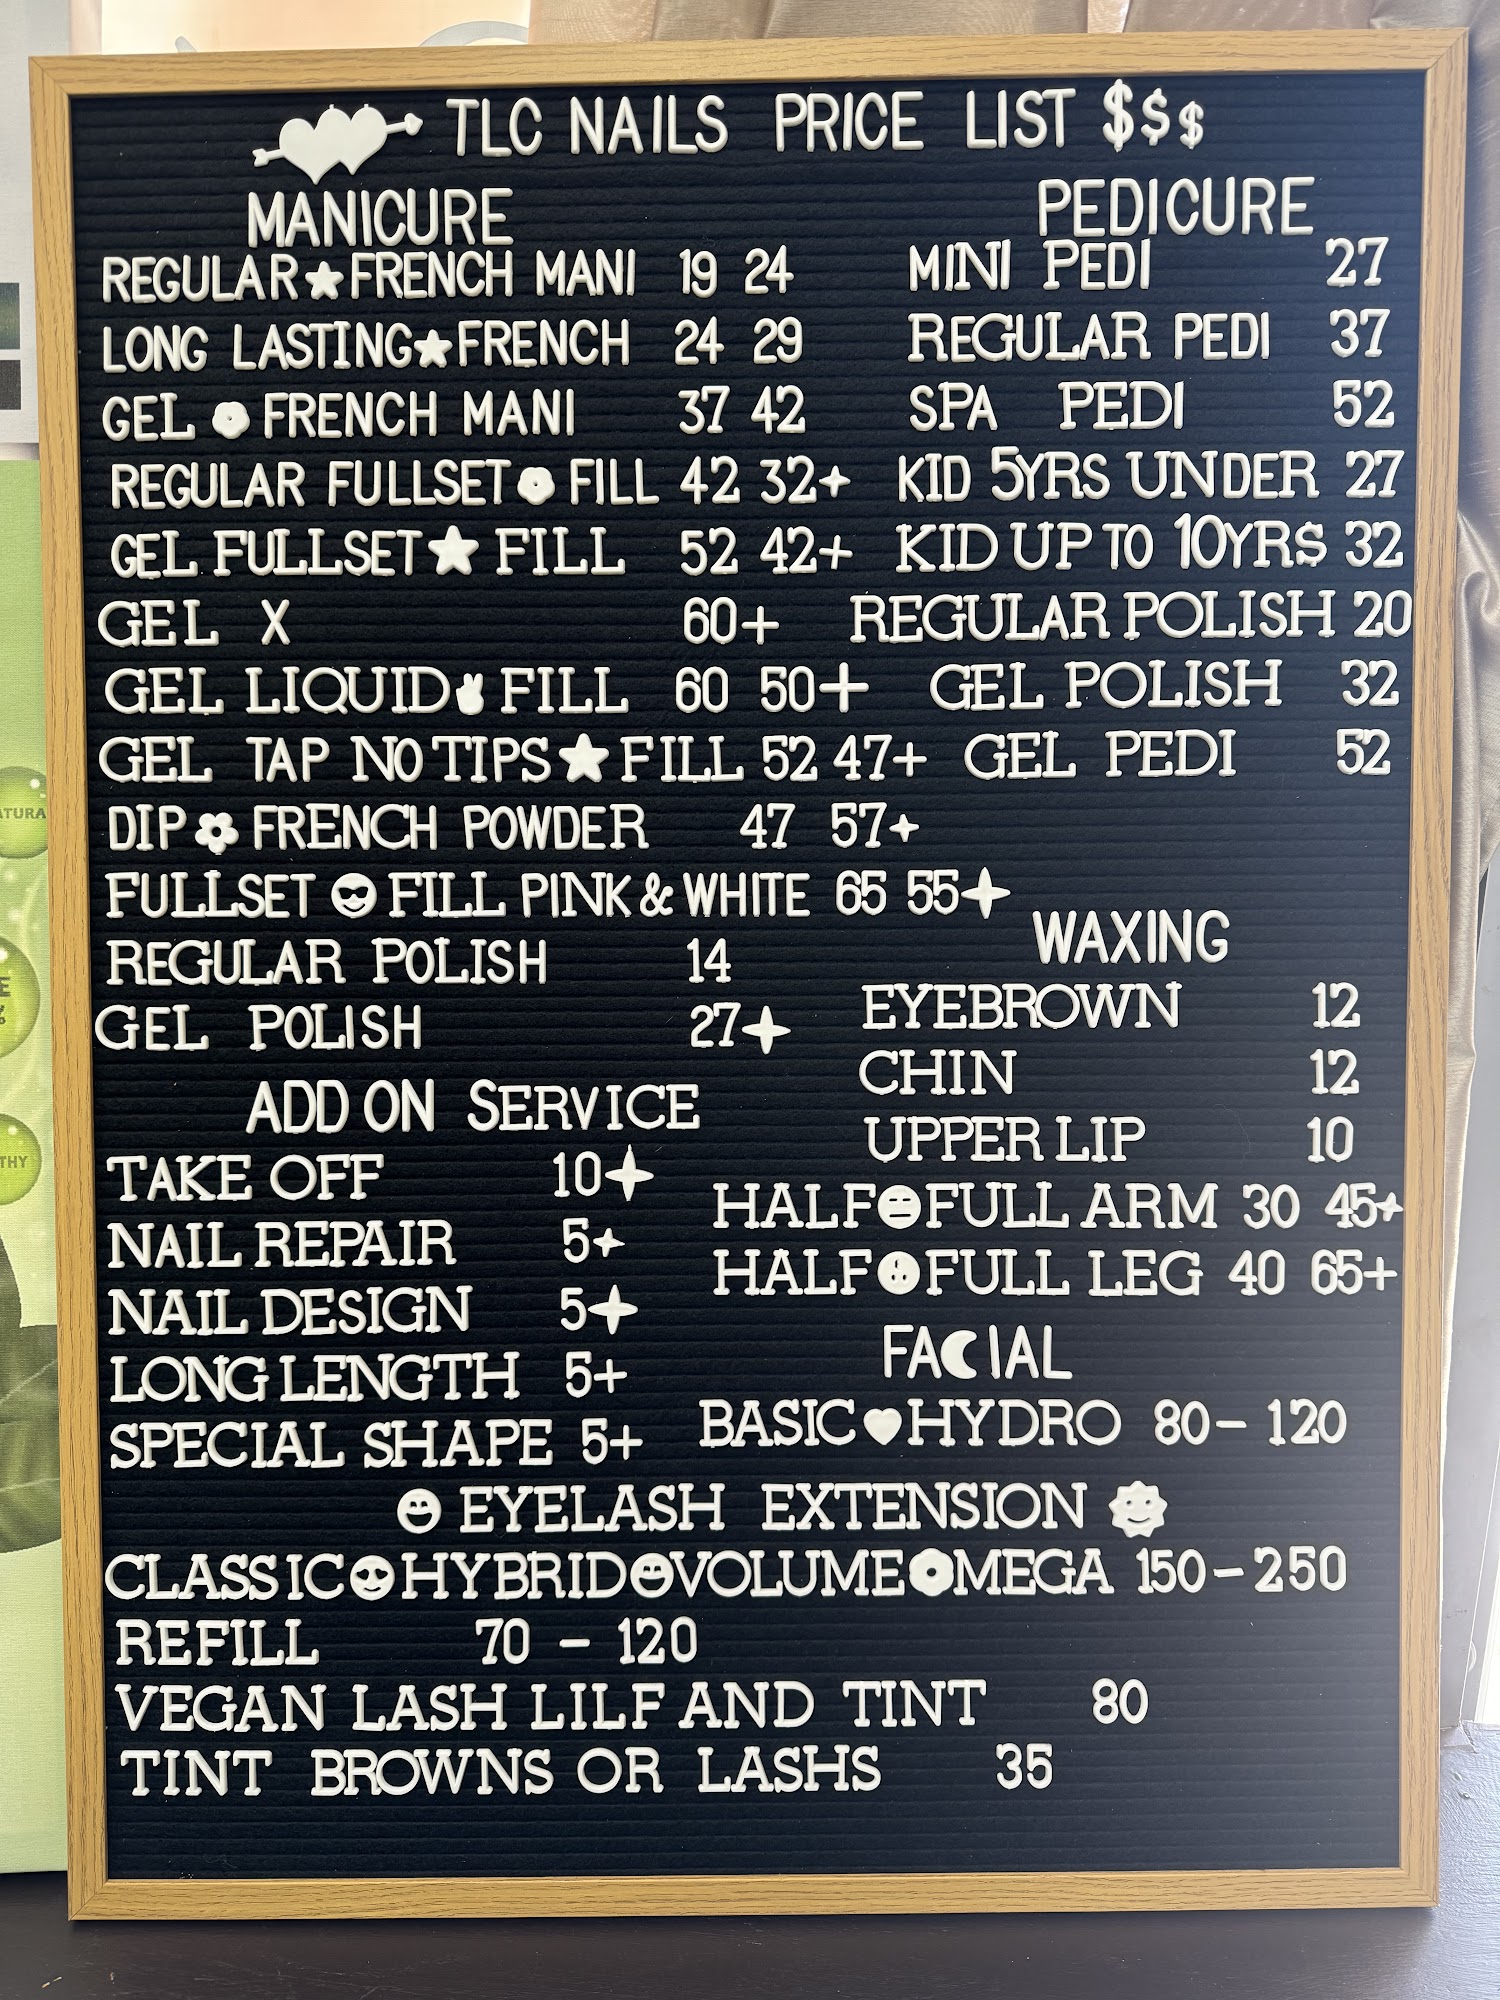 TLC NAILS PRICE LIST $$$
MANICURE
REGULAR FRENCH MANI 19 24
LONG LASTING FRENCH 24 29
GEL FRENCH MANI 37 42
REGULAR FULLSET FILL 42 32+
GEL FULLSET FILL 52 42+
GEL X 60+
GEL LIQUID FILL 60 50+
GEL TAP NO TIPS FILL 52 47+
DIP FRENCH POWDER 47 57+
FULLSET FILL PINK & WHITE 65 55+
REGULAR POLISH 14
GEL POLISH 27+
ADD ON SERVICE
TAKE OFF 10+
NAIL REPAIR 5+
NAIL DESIGN 5+
LONG LENGTH 5+
SPECIAL SHAPE 5+
PEDICURE
MINI PEDI 27
REGULAR PEDI 37
SPA PEDI 52
KID 5YRS UNDER 27
KID UP TO 10YR$ 32
REGULAR POLISH 20
GEL POLISH 32
GEL PEDI 52
WAXING
EYEBROWN 12
CHIN 12
UPPER LIP 10
HALF FULL ARM 30 45+
HALF FULL LEG 40 65+
FACIAL
BASIC HYDRO 80-120
EYELASH EXTENSION
CLASSIC HYBRID VOLUME MEGA 150-250
REFILL 70 - 120
VEGAN LASH LILF AND TINT 80
TINT BROWNS OR LASHS 35
ATURA
E
%
THY